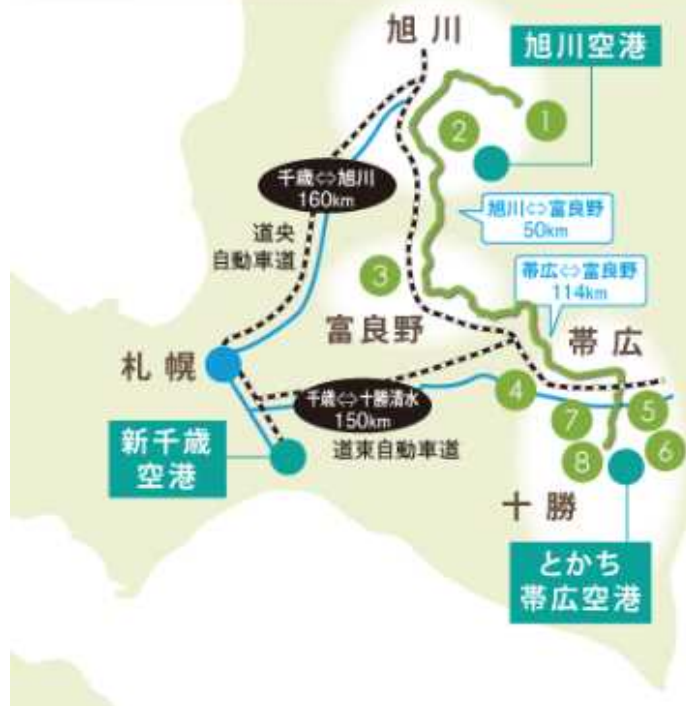 旭川
旭川空港
1
2
千歳⇔旭川
160km
旭川⇔富良野
50km
道央
自動車道
3
帯広⇔富良野
114km
富良野
帯広
札幌
千歳⇔十勝清水
150km
4
5
7
新千歳
空港
道東自動車道
6
8
十勝
とかち
帯広空港